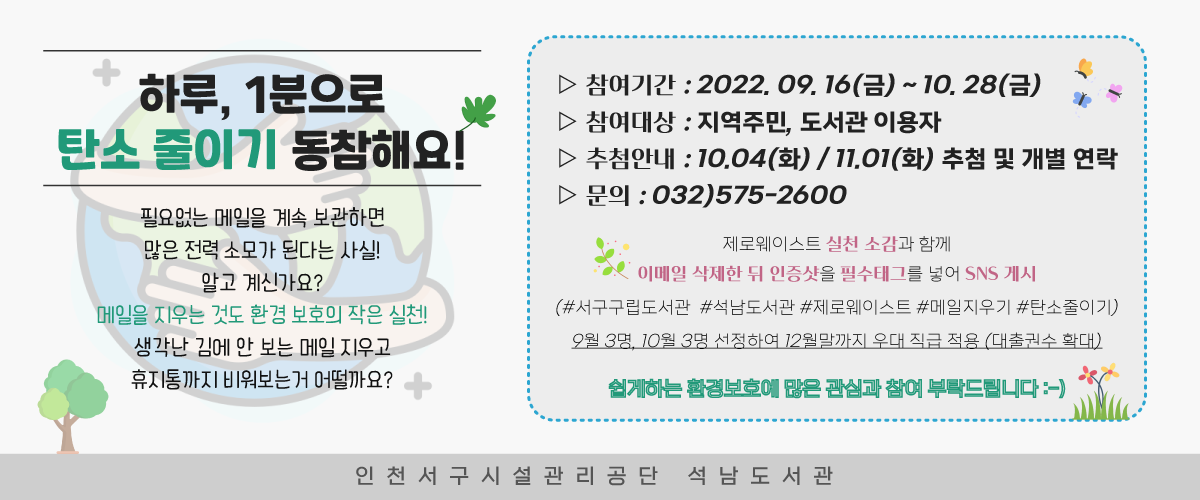 하루, 1분으로
탄소 줄이기 동참해요!
필요없는 메일을 계속 보관하면
많은 전력 소모가 된다는 사실!
알고 계신가요?
메일을 지우는 것도 환경 보호의 작은 실천!
생각난 김에 안 보는 메일 지우고
휴지통까지 비워보는거 어떨까요?
▷ 참여기간 : 2022. 09. 16(금) ~ 10. 28(금)
▷ 참여대상 : 지역주민, 도서관 이용자
▷ 추첨안내 : 10.04(화) / 11.01(화) 추첨 및 개별 연락
▷ 문의 : 032)575-2600
제로웨이스트 실천 소감과 함께
이메일 삭제한 뒤 인증샷을 필수태그를 넣어 SNS 게시
(#서구구립도서관 #석남도서관 #제로웨이스트 #메일지우기 #탄소줄이기)
9월 3명, 10월 3명 선정하여 12월말까지 우대 직급 적용 (대출권수 확대)
쉽게하는 환경보호에 많은 관심과 참여 부탁드립니다 :-)
인천서구시설관리공단 석남도서관